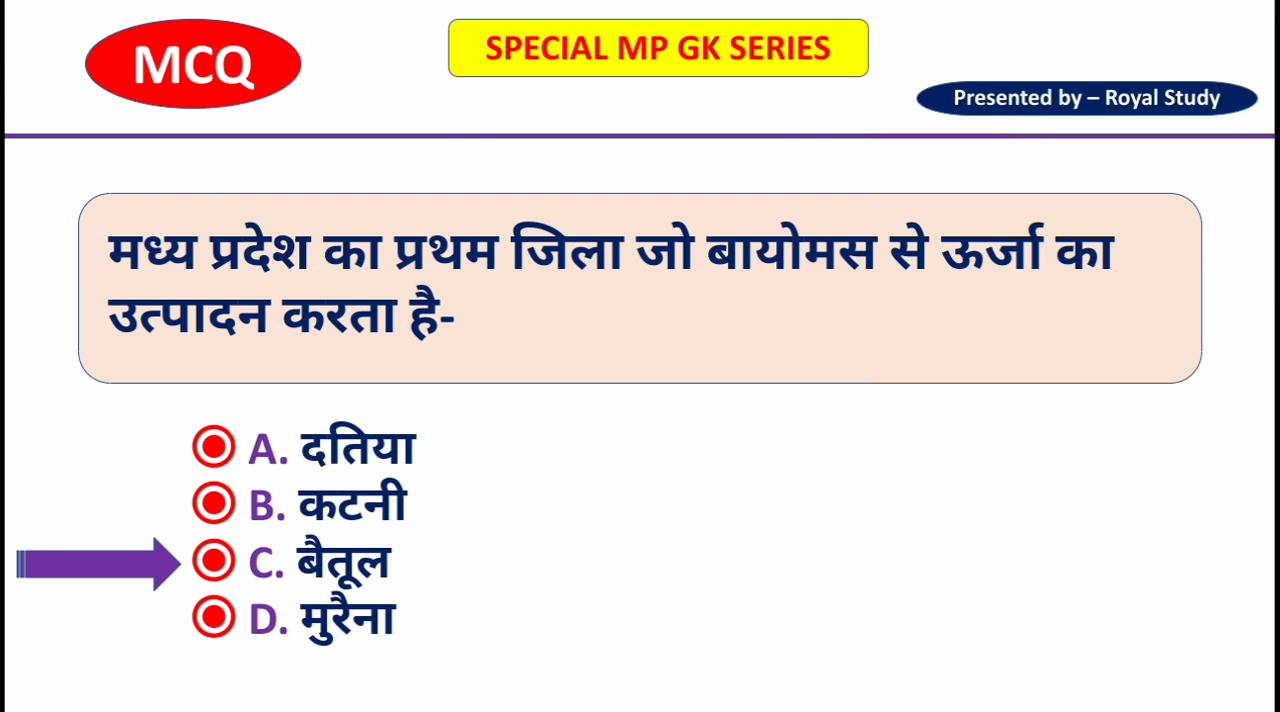 MCQ
SPECIAL MP GK SERIES
Presented by – Royal Study
मध्य प्रदेश का प्रथम जिला जो बायोमस से ऊर्जा का
उत्पादन करता है-
A. दतिया
B. कटनी
C. बैतूल
D. मुरैना